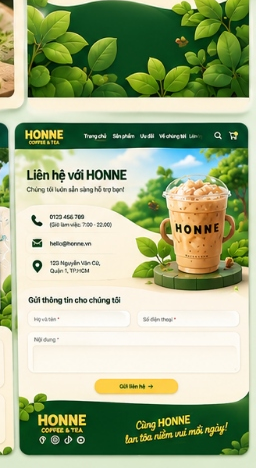 HONNE
COFFEE & TEA
Trang chủ Sản phẩm Ưu đãi Về chúng tôi Liên
Liên hệ với HONNE
Chúng tôi luôn sẵn sàng hỗ trợ bạn!
0123 456 789
(Giờ làm việc: 7:00 - 22:00)
hello@honne.vn
123 Nguyễn Văn Cừ,
Quận 1, TP.HCM
HONNE
Gửi thông tin cho chúng tôi
Họ và tên *
Số điện thoại *
Nội dung *
Gửi liên hệ →
HONNE
COFFEE & TEA
Cùng HONNE
lan tỏa niềm vui mỗi ngày!